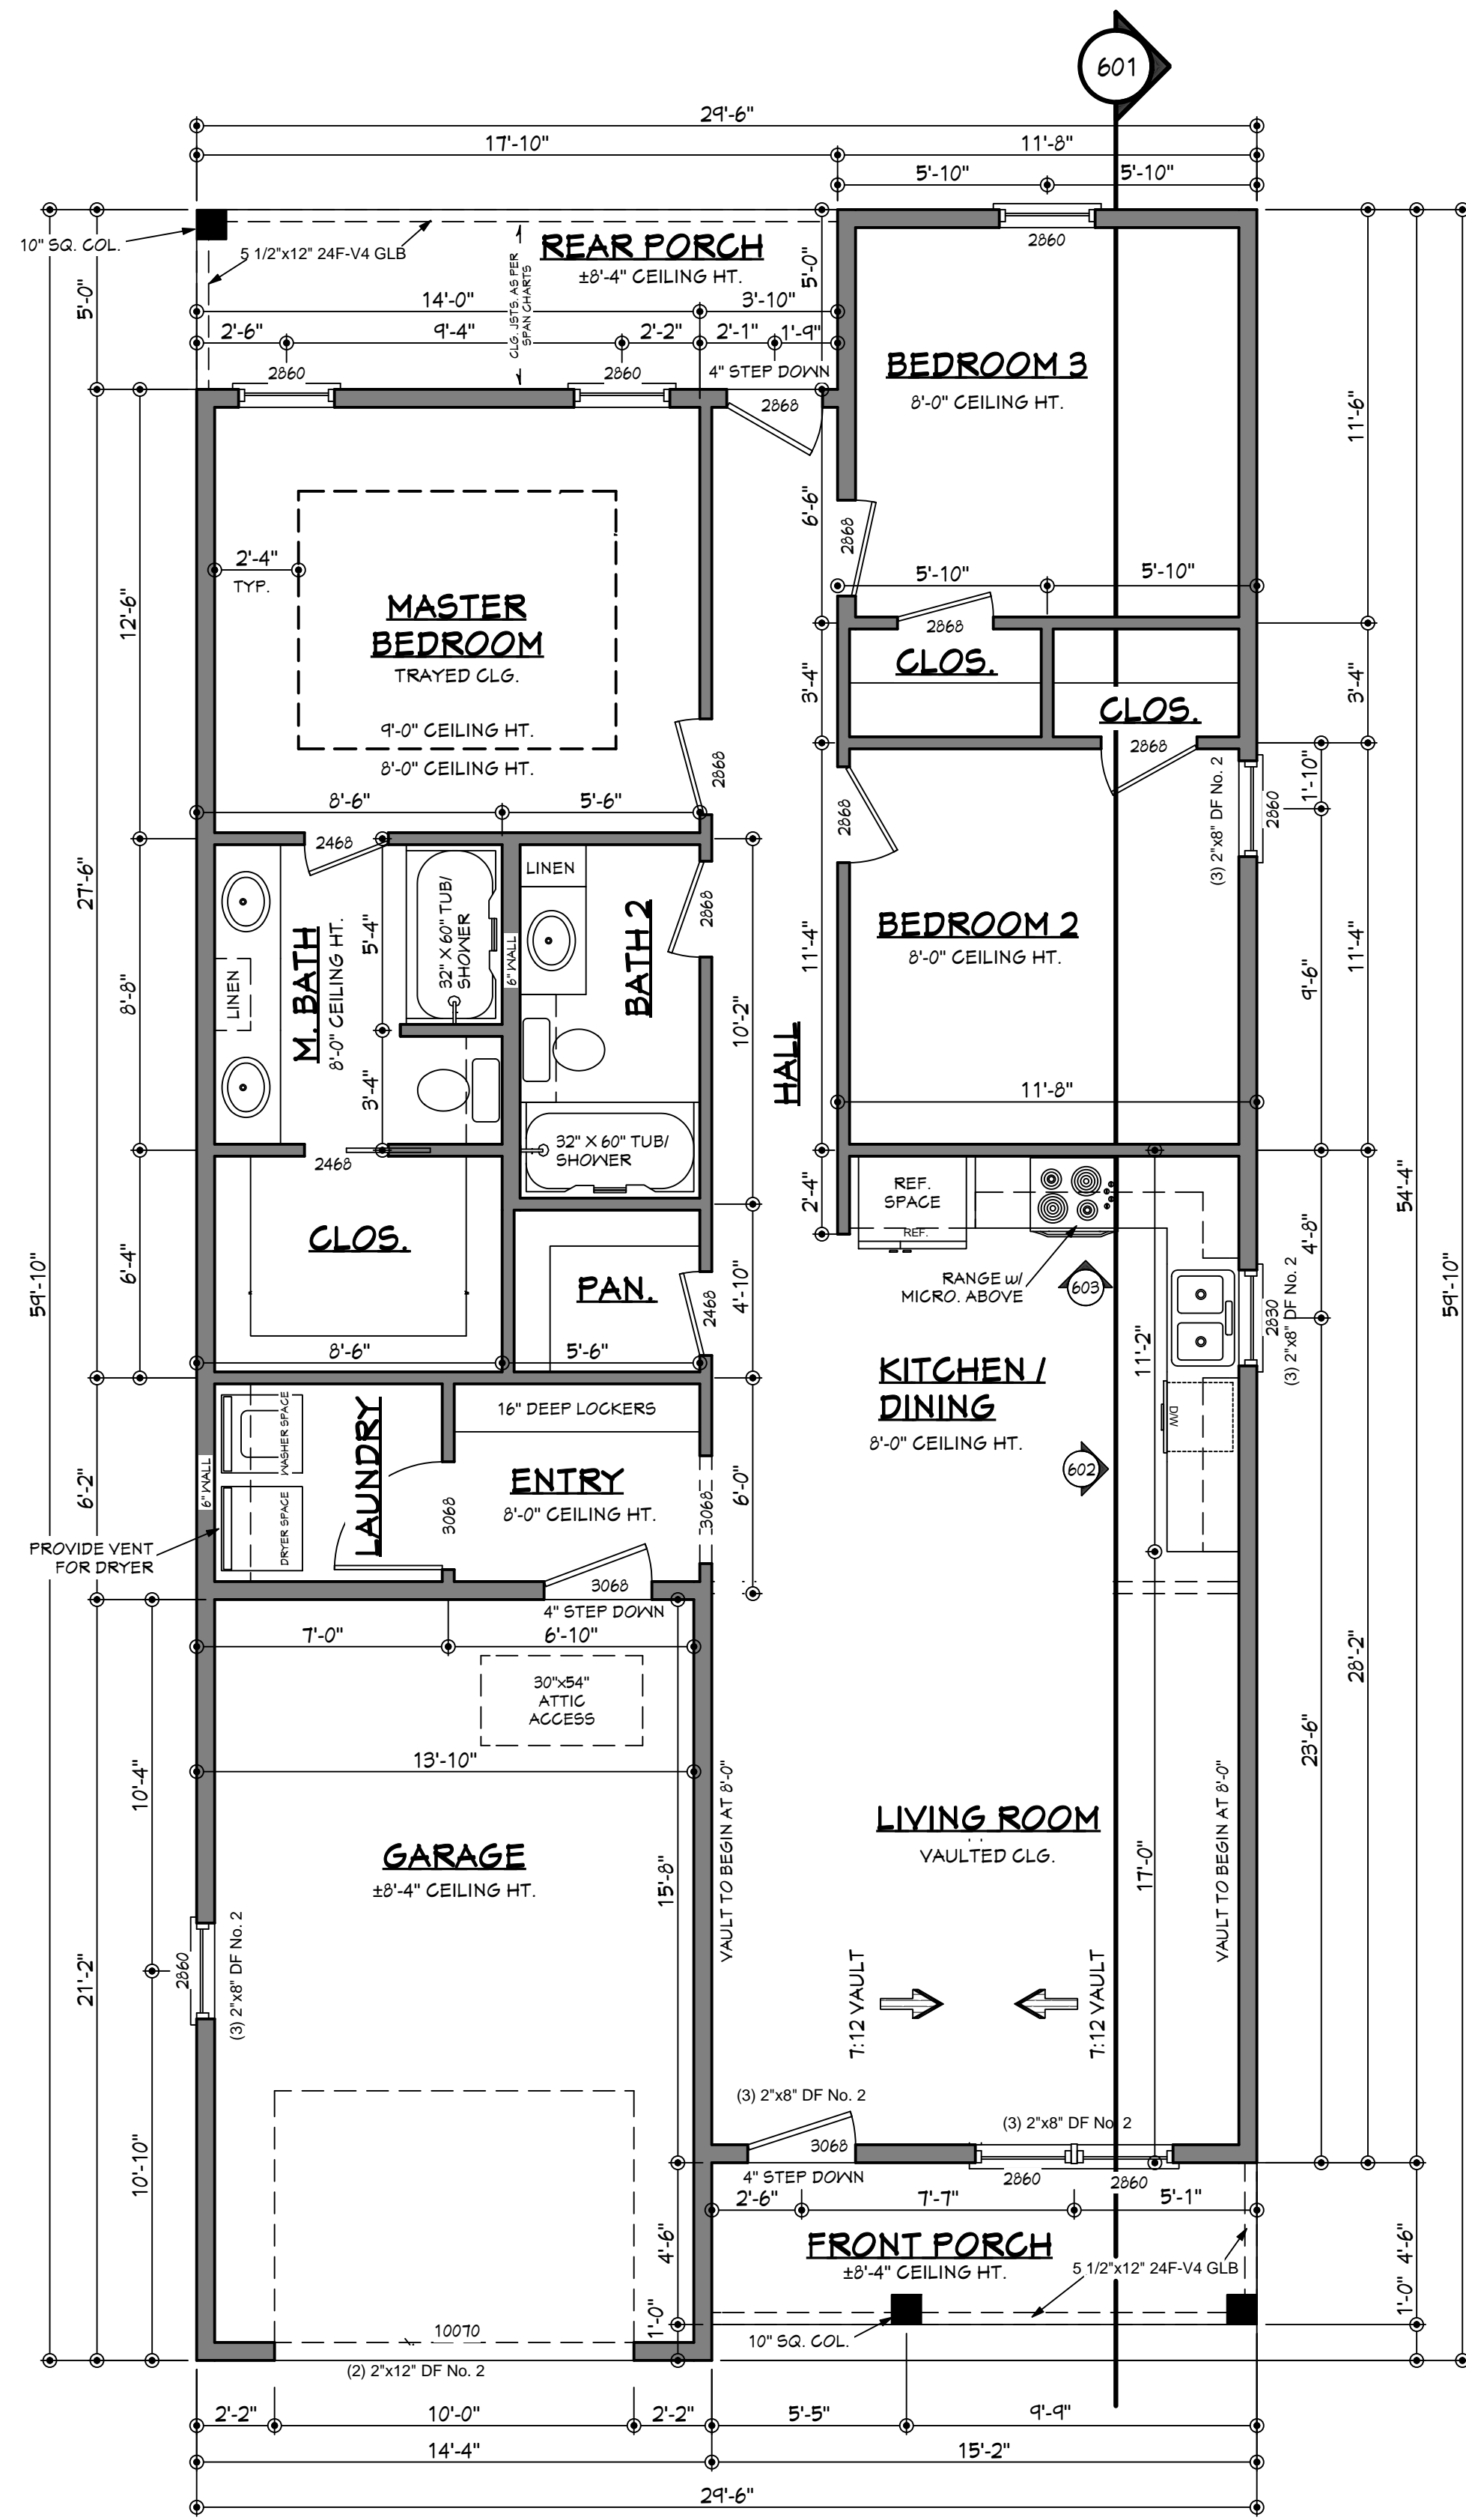 601
29'-6"
17'-10"
11'-8"
5'-10"
5'-10"
10" SQ. COL.
5 1/2"x12" 24F-V4 GLB
REAR PORCH
±8'-4" CEILING HT.
CLG. JSTS. AS PER
SPAN CHARTS
2860
5'-0"
5'-0"
14'-0"
3'-10"
2'-6"
9'-4"
2'-2"
2'-1"
1'-9"
2860
2860
4" STEP DOWN
2868
BEDROOM 3
8'-0" CEILING HT.
11'-6"
6'-6"
2868
12'-6"
2'-4"
TYP.
MASTER
BEDROOM
TRAYED CLG.
9'-0" CEILING HT.
8'-0" CEILING HT.
5'-10"
5'-10"
2868
CLOS.
CLOS.
3'-4"
3'-4"
2868
2868
2868
1'-10"
2860
(3) 2"x8" DF No. 2
8'-6"
5'-6"
2468
LINEN
27'-6"
5'-4"
32" X 60" TUB/
SHOWER
6" WALL
BATH 2
2868
BEDROOM 2
8'-0" CEILING HT.
11'-4"
11'-4"
9'-6"
8'-8"
LINEN
M. BATH
8'-0" CEILING HT.
3'-4"
10'-2"
HALL
11'-8"
32" X 60" TUB/
SHOWER
2468
2'-4"
REF.
SPACE
REF.
54'-4"
CLOS.
6'-4"
PAN.
2468
4'-10"
RANGE w/
MICRO. ABOVE
603
4'-8"
2830
(3) 2"x8" DF No. 2
59'-10"
59'-10"
8'-6"
5'-6"
11'-2"
KITCHEN /
DINING
8'-0" CEILING HT.
D/W
602
16" DEEP LOCKERS
WASHER SPACE
LAUNDRY
6'-2"
6" WALL
ENTRY
8'-0" CEILING HT.
3068
3068
6'-0"
DRYER SPACE
PROVIDE VENT
FOR DRYER
3068
4" STEP DOWN
7'-0"
6'-10"
30"x54"
ATTIC
ACCESS
28'-2"
23'-6"
13'-10"
10'-4"
VAULT TO BEGIN AT 8'-0"
VAULT TO BEGIN AT 8'-0"
LIVING ROOM
VAULTED CLG.
GARAGE
±8'-4" CEILING HT.
15'-8"
17'-0"
21'-2"
2860
(3) 2"x8" DF No. 2
7:12 VAULT
7:12 VAULT
(3) 2"x8" DF No. 2
(3) 2"x8" DF No. 2
3068
4" STEP DOWN
2860
2860
10'-10"
2'-6"
7'-7"
5'-1"
4'-6"
4'-6"
FRONT PORCH
±8'-4" CEILING HT.
5 1/2"x12" 24F-V4 GLB
1'-0"
1'-0"
10070
10" SQ. COL.
(2) 2"x12" DF No. 2
2'-2"
10'-0"
2'-2"
5'-5"
9'-9"
14'-4"
15'-2"
29'-6"